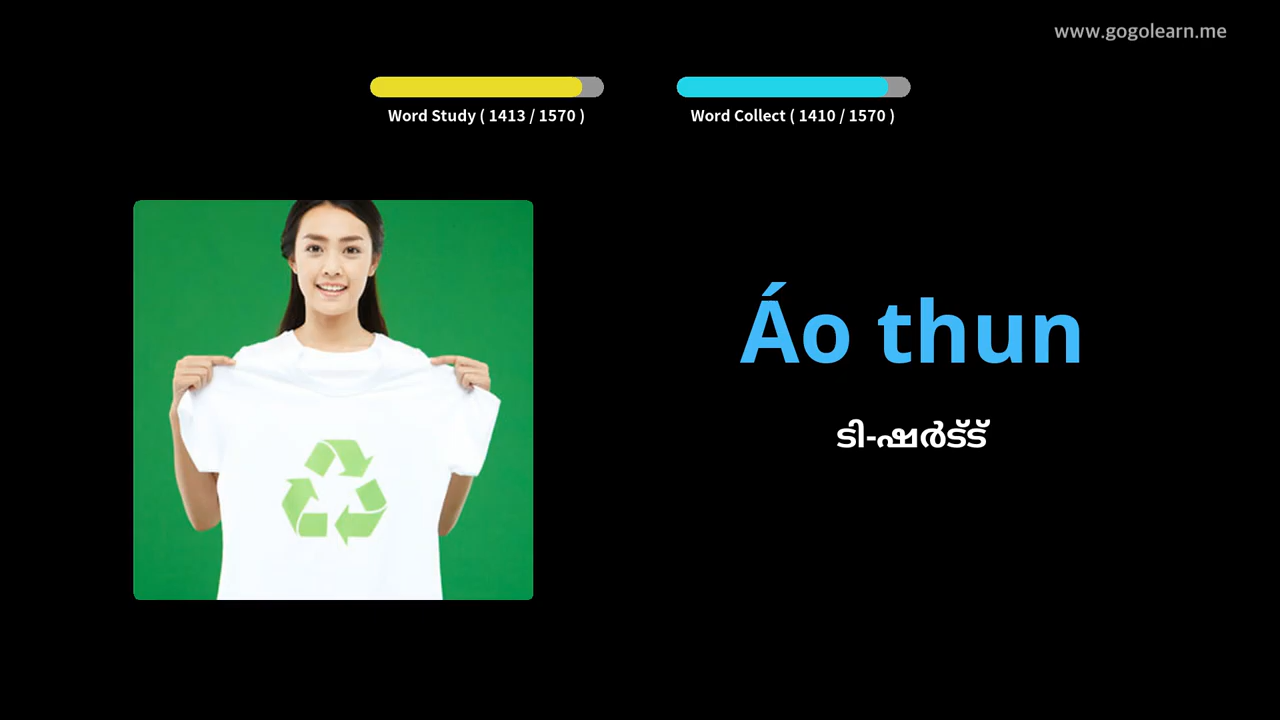 www.gogolearn.me
Word Study ( 1413 / 1570 )
Word Collect ( 1410 / 1570 )
Áo thun
ടി-ഷർട്ട്